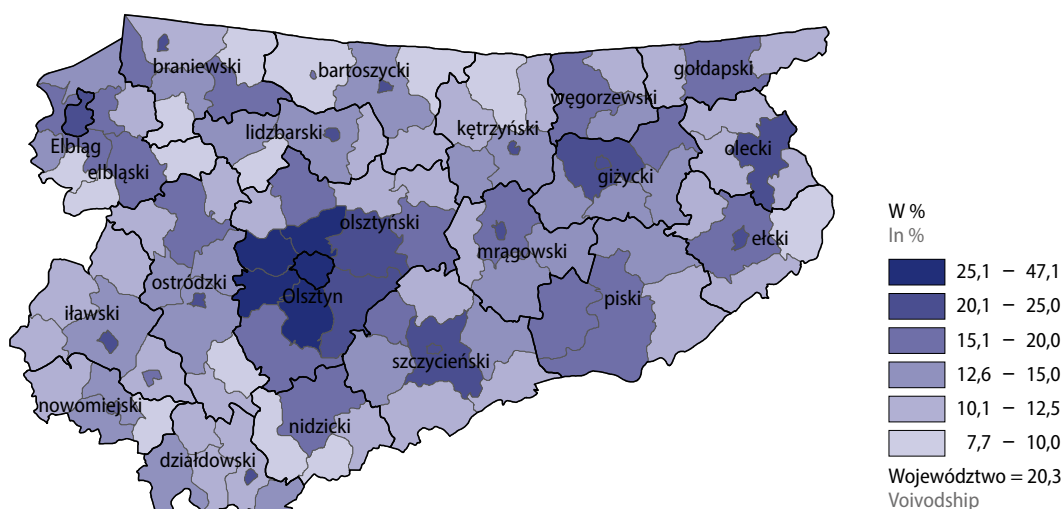 braniewski
bartoszycki
gołdapski
węgorzewski
lidzbarski
kętrzyński
Elbląg
elbląski
olecki
giżycki
olsztyński
mrągowski
ełcki
ostródzki
Olsztyn
piski
iławski
szczycieński
nowomiejski
nidzicki
działdowski
W %
In %
25,1 – 47,1
20,1 – 25,0
15,1 – 20,0
12,6 – 15,0
10,1 – 12,5
7,7 – 10,0
Województwo = 20,3
Voivodship